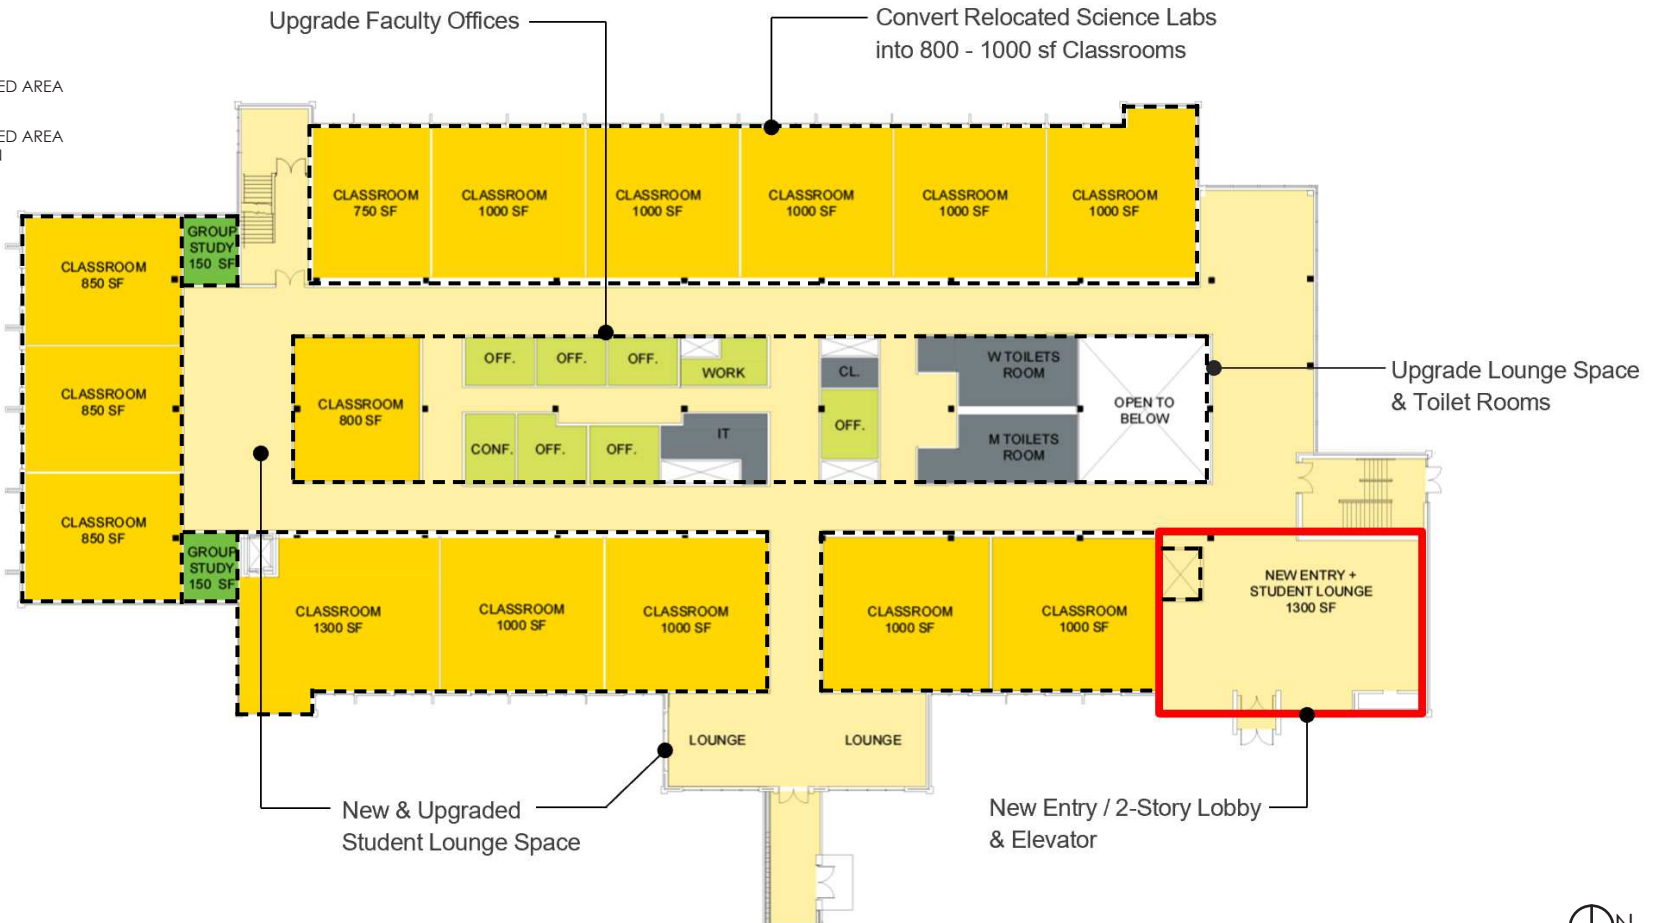 Upgrade Faculty Offices
Convert Relocated Science Labs
into 800 - 1000 sf Classrooms
ED AREA
ED AREA
CLASSROOM
750 SF
CLASSROOM
1000 SF
CLASSROOM
1000 SF
CLASSROOM
1000 SF
CLASSROOM
1000 SF
CLASSROOM
1000 SF
GROUP
STUDY
150 SF
CLASSROOM
850 SF
OFF.
OFF.
OFF.
WORK
CL.
W TOILETS
ROOM
Upgrade Lounge Space
& Toilet Rooms
CLASSROOM
850 SF
CLASSROOM
800 SF
OPEN TO
BELOW
CONF.
OFF.
OFF.
IT
OFF.
M TOILETS
ROOM
CLASSROOM
850 SF
GROUP
STUDY
150 SF
CLASSROOM
1300 SF
CLASSROOM
1000 SF
CLASSROOM
1000 SF
CLASSROOM
1000 SF
CLASSROOM
1000 SF
NEW ENTRY +
STUDENT LOUNGE
1300 SF
LOUNGE
LOUNGE
New & Upgraded
Student Lounge Space
New Entry / 2-Story Lobby
& Elevator
N